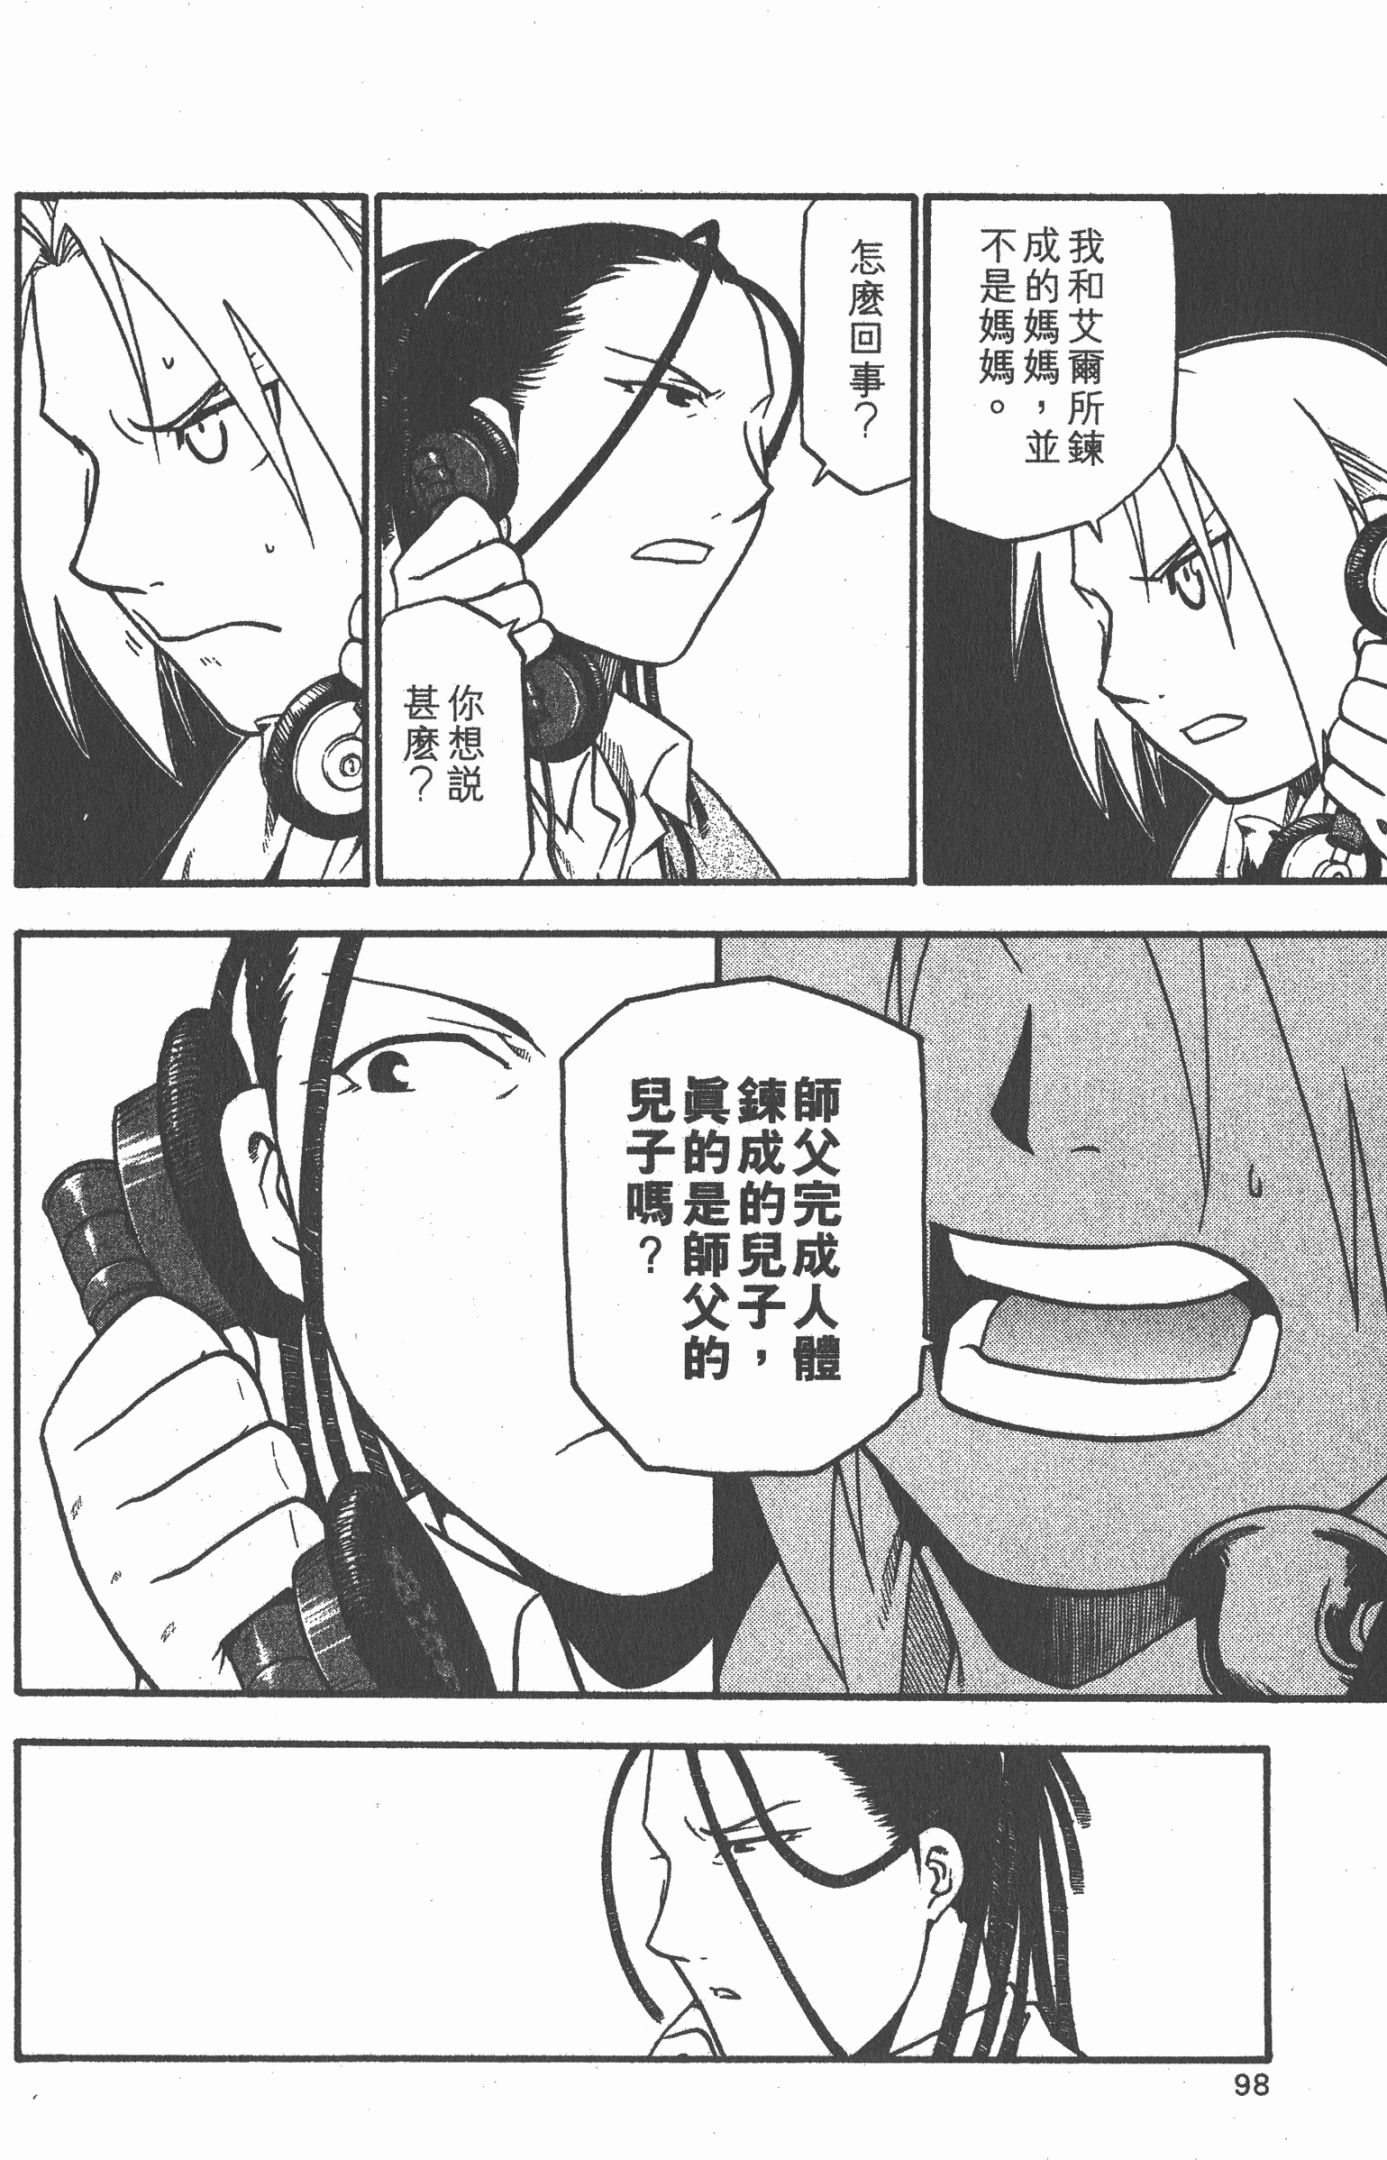 我和艾爾所鍊
成的媽媽，並
不是媽媽。
怎麼回事？
你想説
甚麼？
師父完成人體
鍊成的兒子，
眞的是師父的
兒子嗎？
98